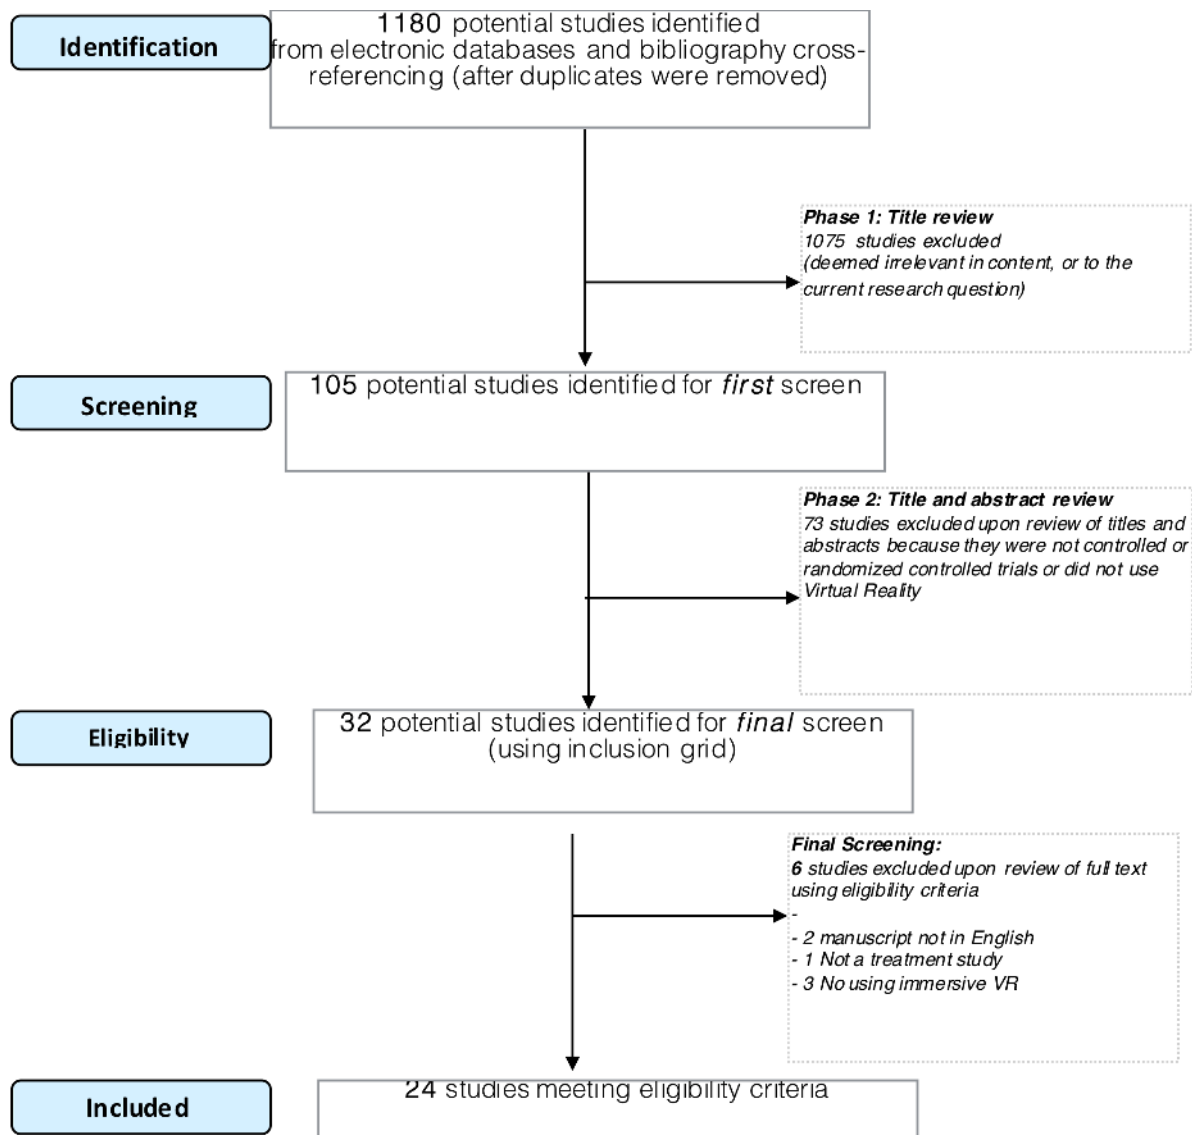 Identification
1180 potential studies identified
from electronic databases and bibliography cross-
referencing (after duplicates were removed)
Phase 1: Title review
1075 studies excluded
(deemed irrelevant in content, or to the
current research question)
Screening
105 potential studies identified for first screen
Phase 2: Title and abstract review
73 studies excluded upon review of titles and
abstracts because they were not controlled or
randomized controlled trials or did not use
Virtual Reality
Eligibility
32 potential studies identified for final screen
(using inclusion grid)
Final Screening:
6 studies excluded upon review of full text
using eligibility criteria
-
- 2 manuscript not in English
- 1 Not a treatment study
- 3 No using immersive VR
Included
24 studies meeting eligibility criteria